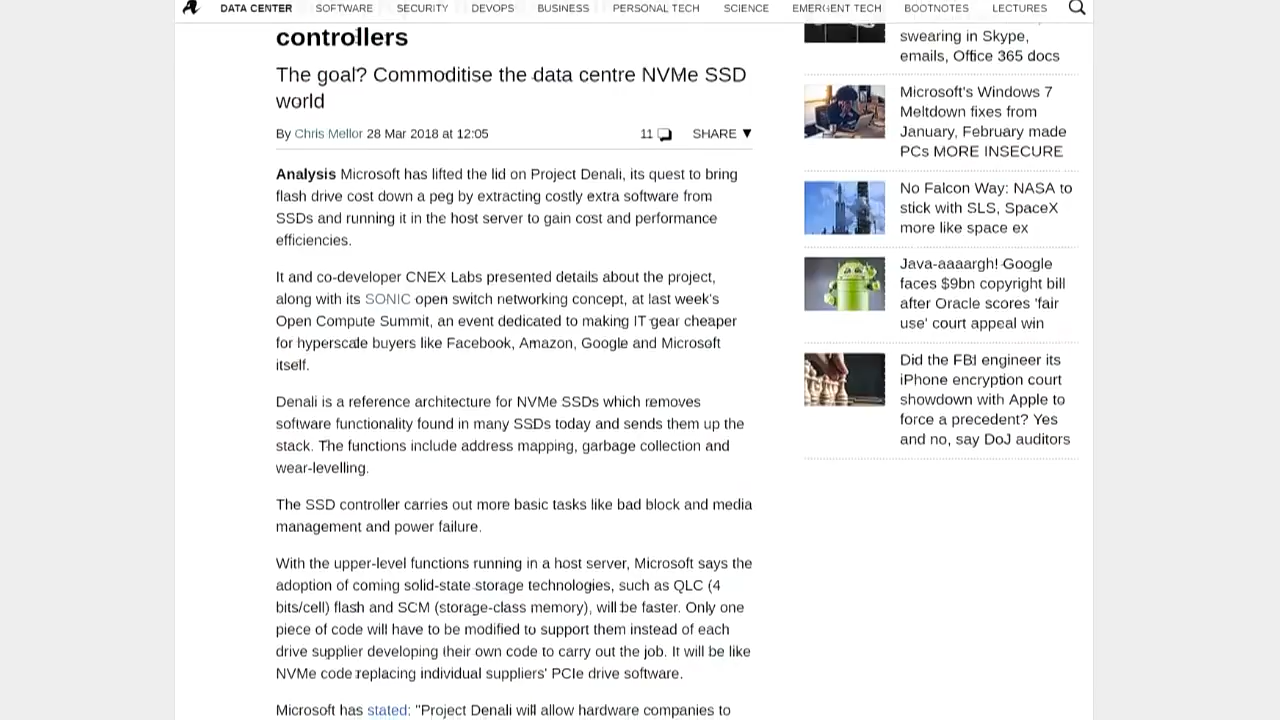 DATA CENTER SOFTWARE SECURITY DEVOPS BUSINESS PERSONAL TECH SCIENCE EMERGENT TECH BOOTNOTES LECTURES
controllers
The goal? Commoditise the data centre NVMe SSD
world
By Chris Mellor 28 Mar 2018 at 12:05
11
SHARE ▼
Analysis Microsoft has lifted the lid on Project Denali, its quest to bring
flash drive cost down a peg by extracting costly extra software from
SSDs and running it in the host server to gain cost and performance
efficiencies.
It and co-developer CNEX Labs presented details about the project,
along with its SONIC open switch networking concept, at last week's
Open Compute Summit, an event dedicated to making IT gear cheaper
for hyperscale buyers like Facebook, Amazon, Google and Microsoft
itself.
Denali is a reference architecture for NVMe SSDs which removes
software functionality found in many SSDs today and sends them up the
stack. The functions include address mapping, garbage collection and
wear-levelling.
The SSD controller carries out more basic tasks like bad block and media
management and power failure.
With the upper-level functions running in a host server, Microsoft says the
adoption of coming solid-state storage technologies, such as QLC (4
bits/cell) flash and SCM (storage-class memory), will be faster. Only one
piece of code will have to be modified to support them instead of each
drive supplier developing their own code to carry out the job. It will be like
NVMe code replacing individual suppliers' PCIe drive software.
Microsoft has stated: "Project Denali will allow hardware companies to
swearing in Skype,
emails, Office 365 docs
Microsoft's Windows 7
Meltdown fixes from
January, February made
PCs MORE INSECURE
No Falcon Way: NASA to
stick with SLS, SpaceX
more like space ex
Java-aaaargh! Google
faces $9bn copyright bill
after Oracle scores 'fair
use' court appeal win
Did the FBI engineer its
iPhone encryption court
showdown with Apple to
force a precedent? Yes
and no, say DoJ auditors